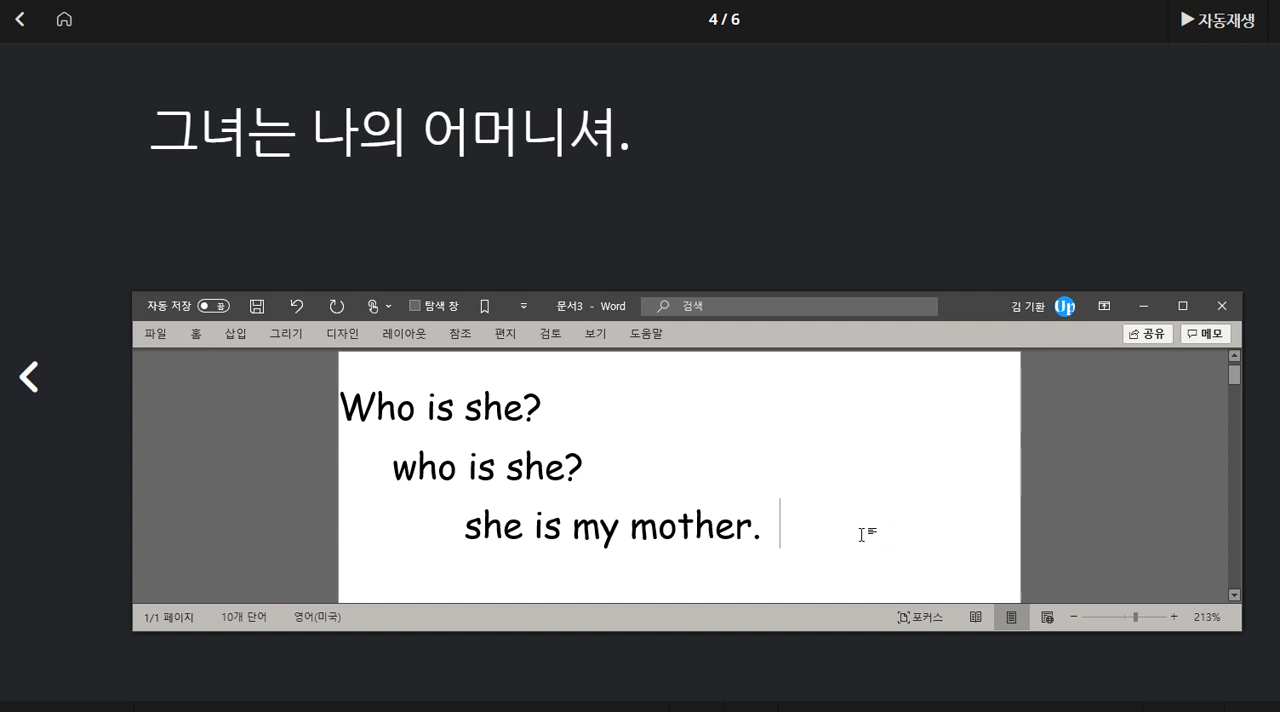 4 / 6
▶자동재생
그녀는 나의 어머니셔.
자동 저장 끔
탐색 창
문서3 - Word
검색
김 기환
Up
파일 홈 삽입 그리기 디자인 레이아웃 참조 편지 검토 보기 도움말
공유 메모
Who is she?
who is she?
she is my mother.
1/1 페이지 10개 단어 영어(미국)
포커스
213%